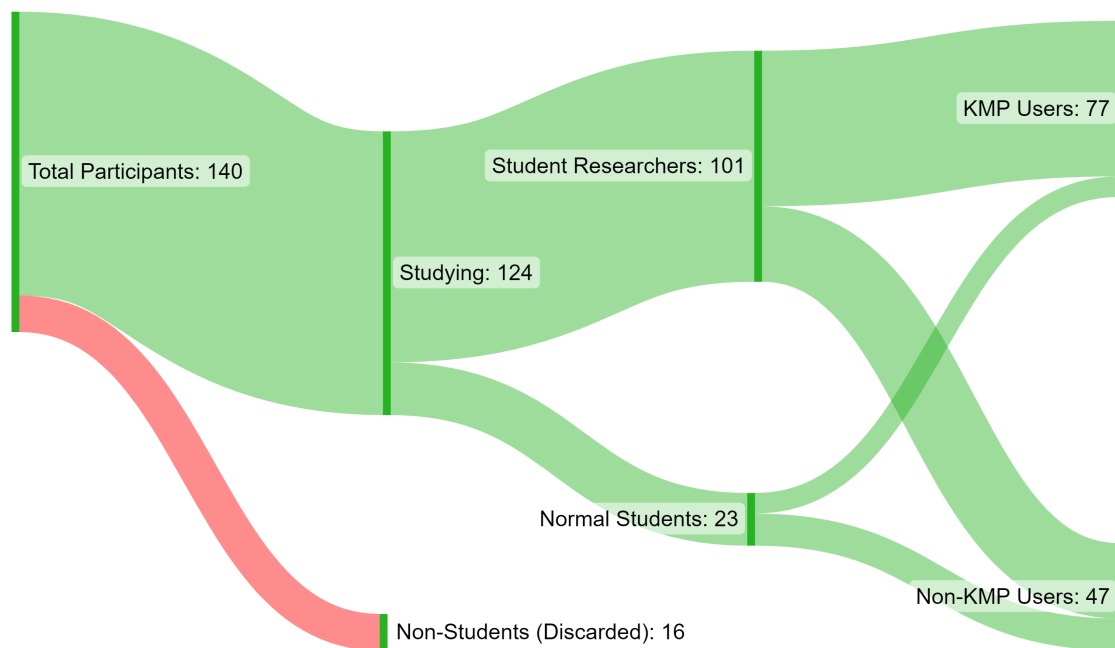 Total Participants: 140
Studying: 124
Student Researchers: 101
KMP Users: 77
Normal Students: 23
Non-KMP Users: 47
Non-Students (Discarded): 16